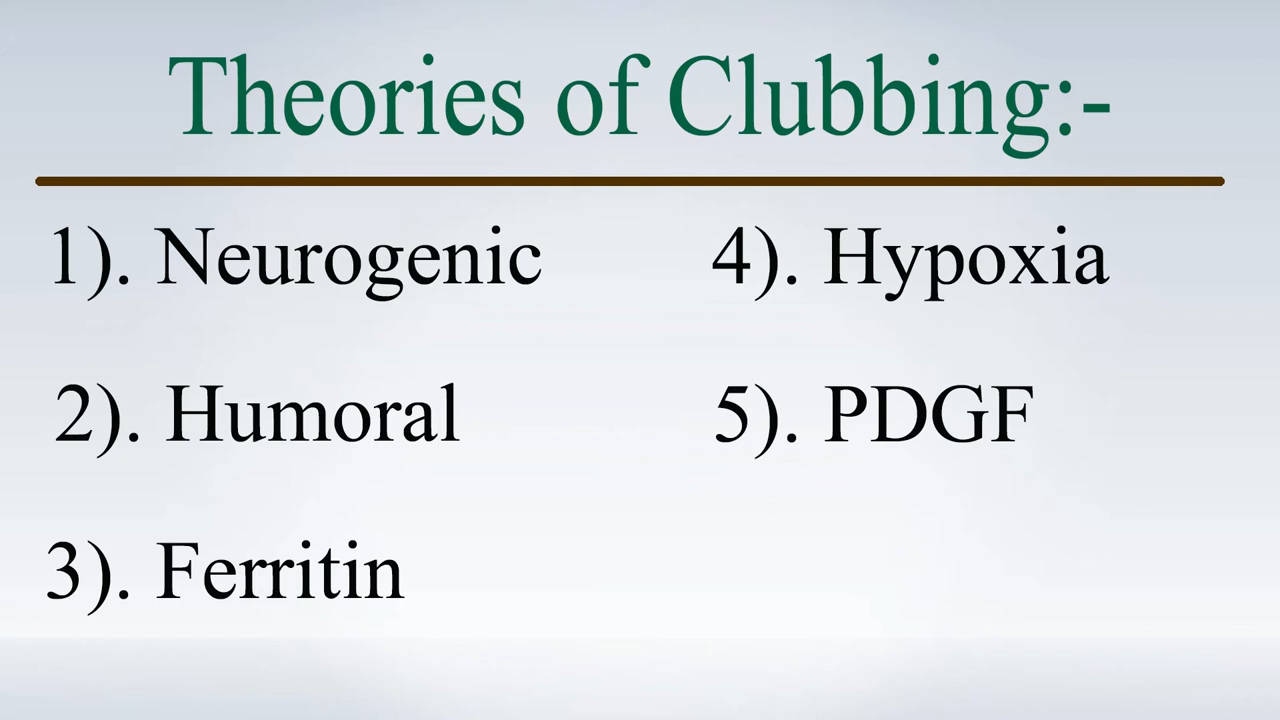 Theories of Clubbing:-
1). Neurogenic
2). Humoral
3). Ferritin
4). Hypoxia
5). PDGF